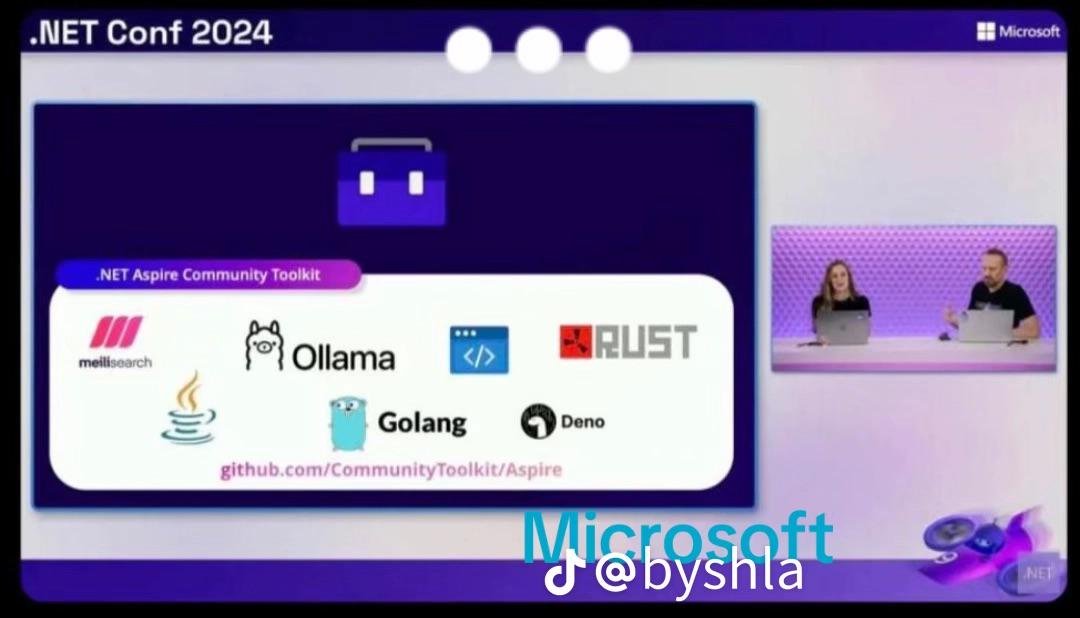 .NET Conf 2024
Microsoft
.NET Aspire Community Toolkit
meilisearch
Ollama
</>
RUST
Golang
Deno
github.com/CommunityToolkit/Aspire
Microsoft
@byshla
9
.NET